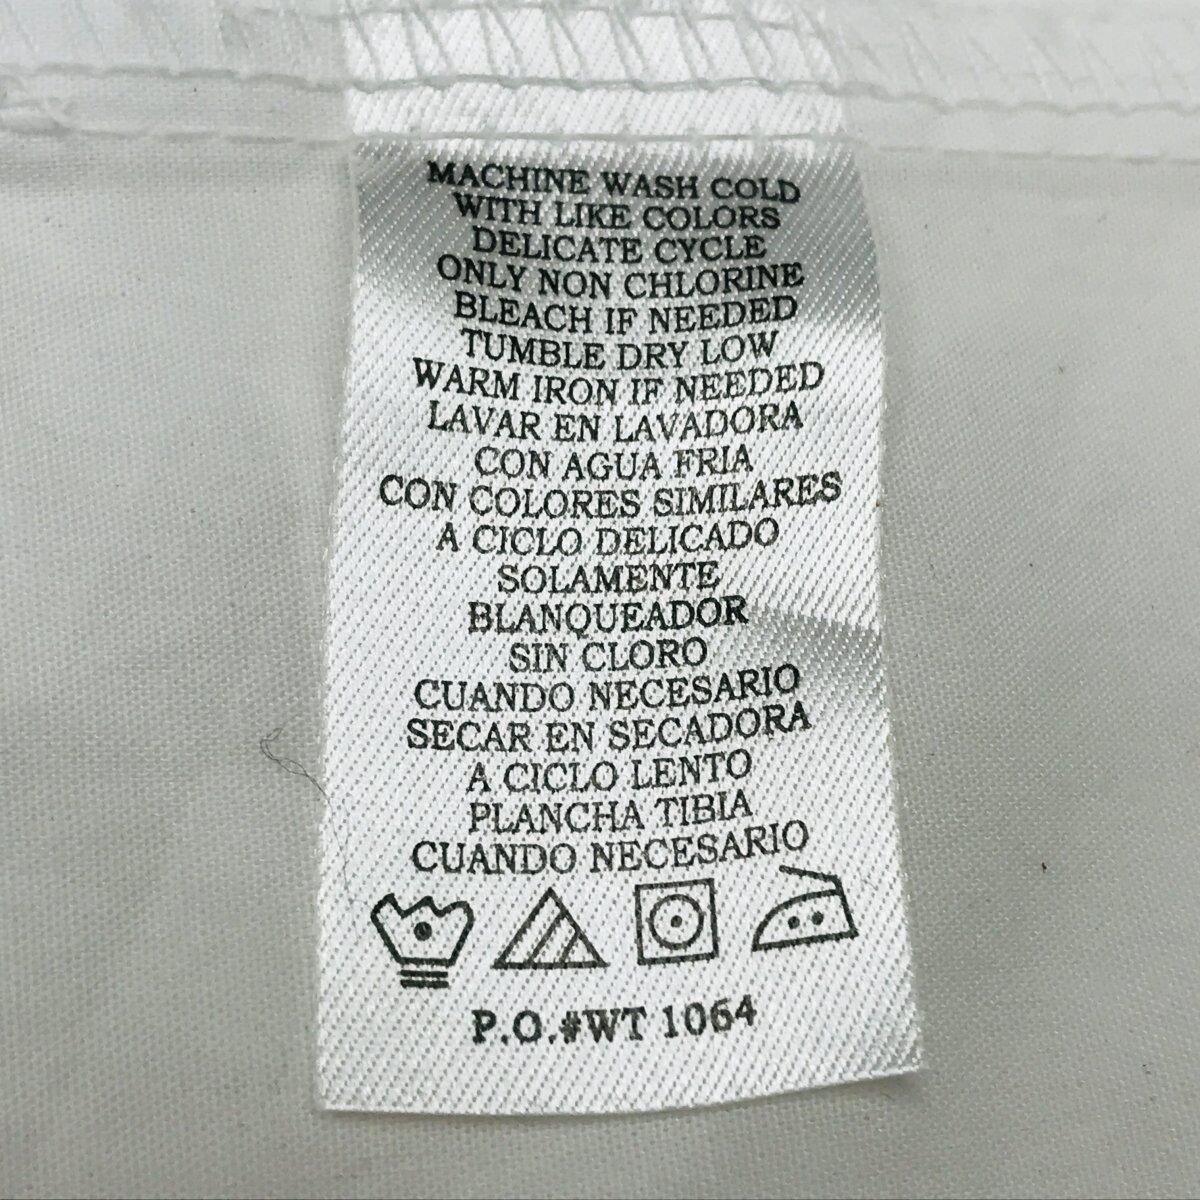 MACHINE WASH COLD
WITH LIKE COLORS
DELICATE CYCLE
ONLY NON CHLORINE
BLEACH IF NEEDED
TUMBLE DRY LOW
WARM IRON IF NEEDED
LAVAR EN LAVADORA
CON AGUA FRIA
CON COLORES SIMILARES
A CICLO DELICADO
SOLAMENTE
BLANQUEADOR
SIN CLORO
CUANDO NECESARIO
SECAR EN SECADORA
A CICLO LENTO
PLANCHA TIBIA
CUANDO NECESARIO
P.O.#WT 1064